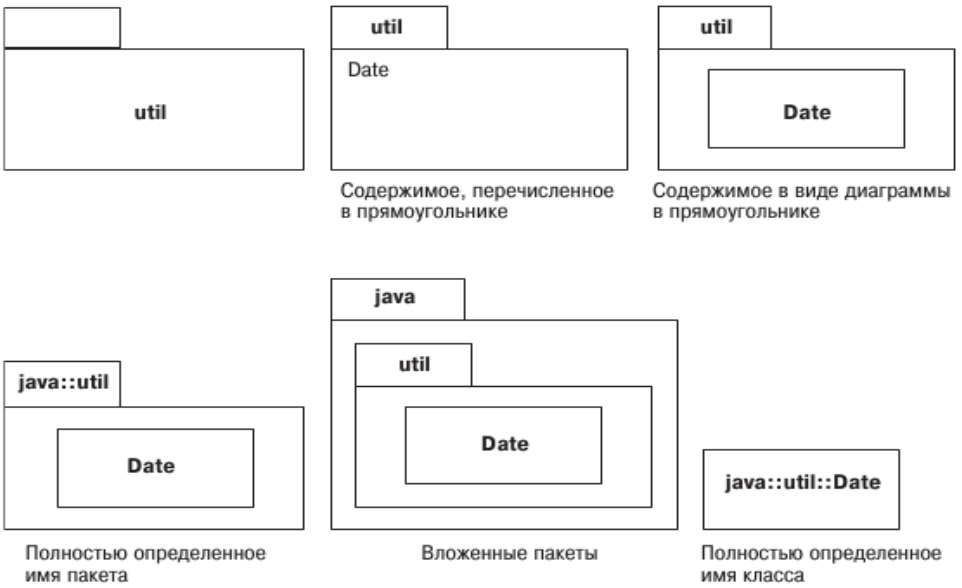 util
util
Date
Содержимое, перечисленное
в прямоугольнике
util
Date
Содержимое в виде диаграммы
в прямоугольнике
java::util
Date
Полностью определенное
имя пакета
java
util
Date
Вложенные пакеты
java::util::Date
Полностью определенное
имя класса